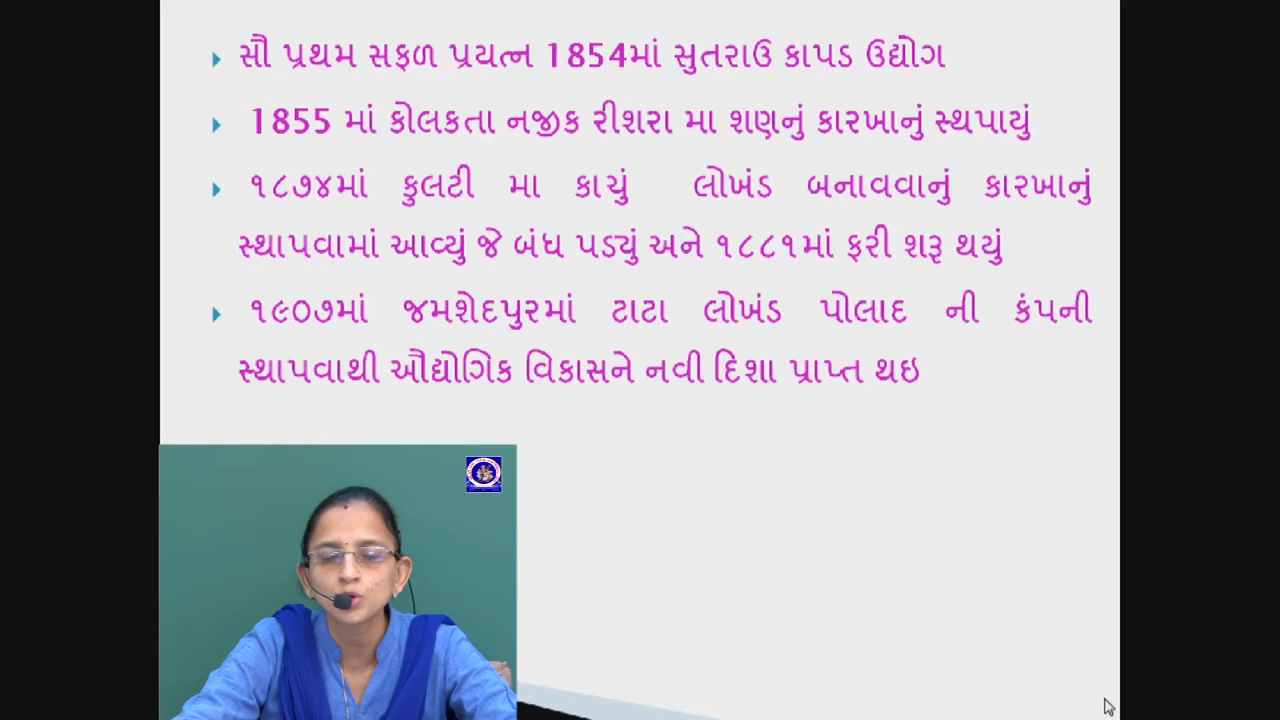 સૌ પ્રથમ સફળ પ્રયત્ન 1854માં સુતરાઉ કાપડ ઉદ્યોગ
1855 માં કોલકતા નજીક રીશરા મા શણનું કારખાનું સ્થપાયું
૧૮૭૪માં કુલટી મા કાચું લોખંડ બનાવવાનું કારખાનું
સ્થાપવામાં આવ્યું જે બંધ પડ્યું અને ૧૮૮૧માં ફરી શરૂ થયું
૧૯૦૭માં જમશેદપુરમાં ટાટા લોખંડ પોલાદ ની કંપની
સ્થાપવાથી ઔદ્યોગિક વિકાસને નવી દિશા પ્રાપ્ત થઇ